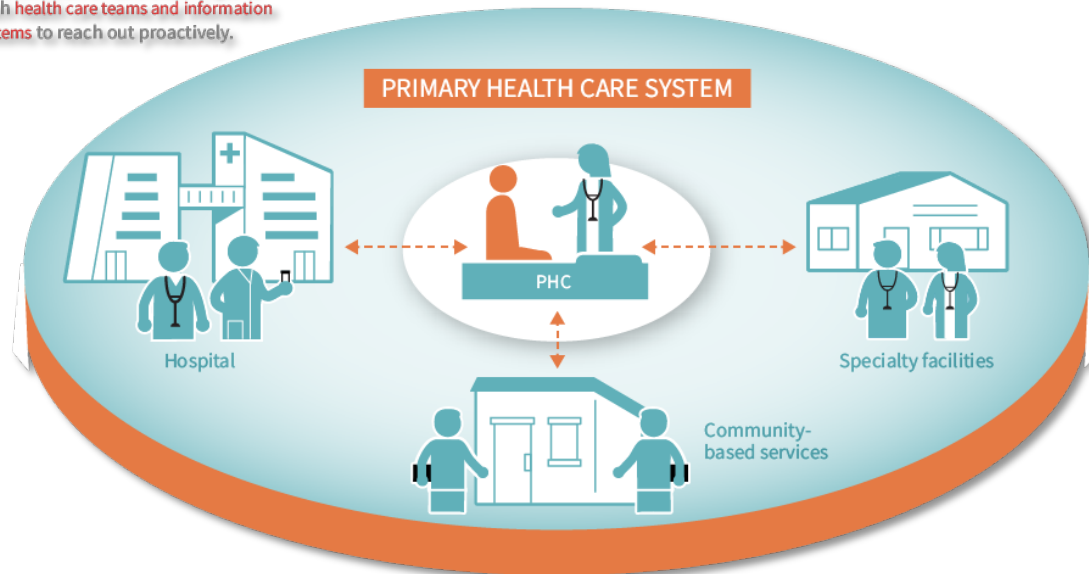 health care teams and information
to reach out proactively.
PRIMARY HEALTH CARE SYSTEM
PHC
Hospital
Specialty facilities
Community-
based services